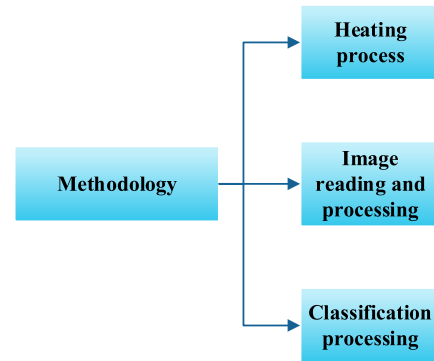 Heating
process
Methodology
Image
reading and
processing
Classification
processing